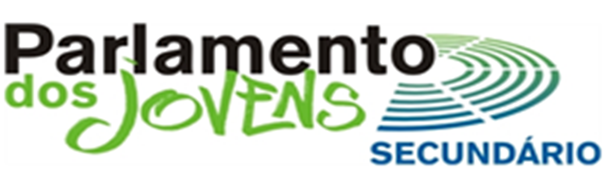 Parlamento
dos JOVENS
SECUNDÁRIO